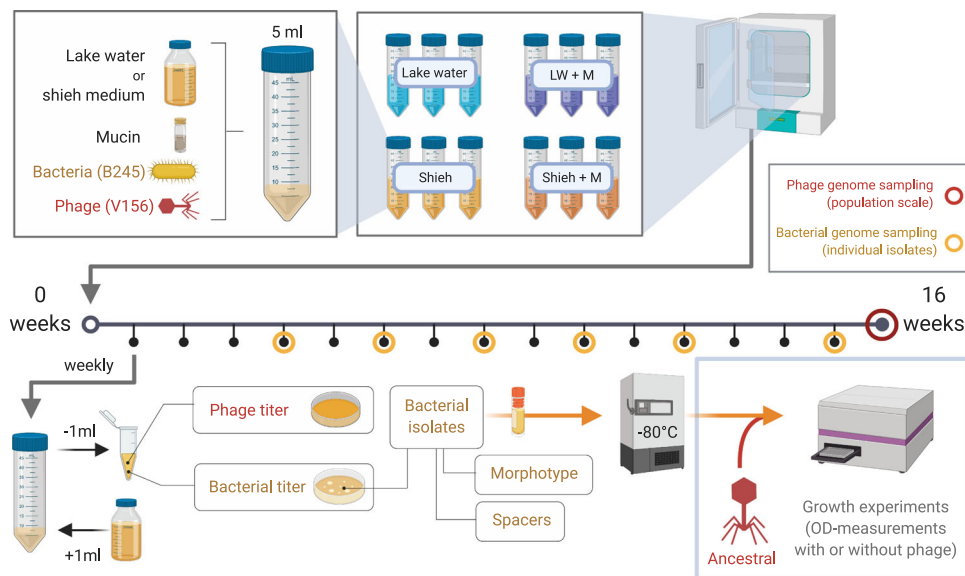 Lake water
or
shieh medium
Mucin
Bacteria (B245)
Phage (V156)
5 ml
Lake water
LW + M
Shieh
Shieh + M
Phage genome sampling
(population scale)
Bacterial genome sampling
(individual isolates)
0
weeks
16
weeks
weekly
-1ml
+1ml
Phage titer
Bacterial titer
Bacterial
isolates
Morphotype
Spacers
-80°C
Ancestral
Growth experiments
(OD-measurements
with or without phage)